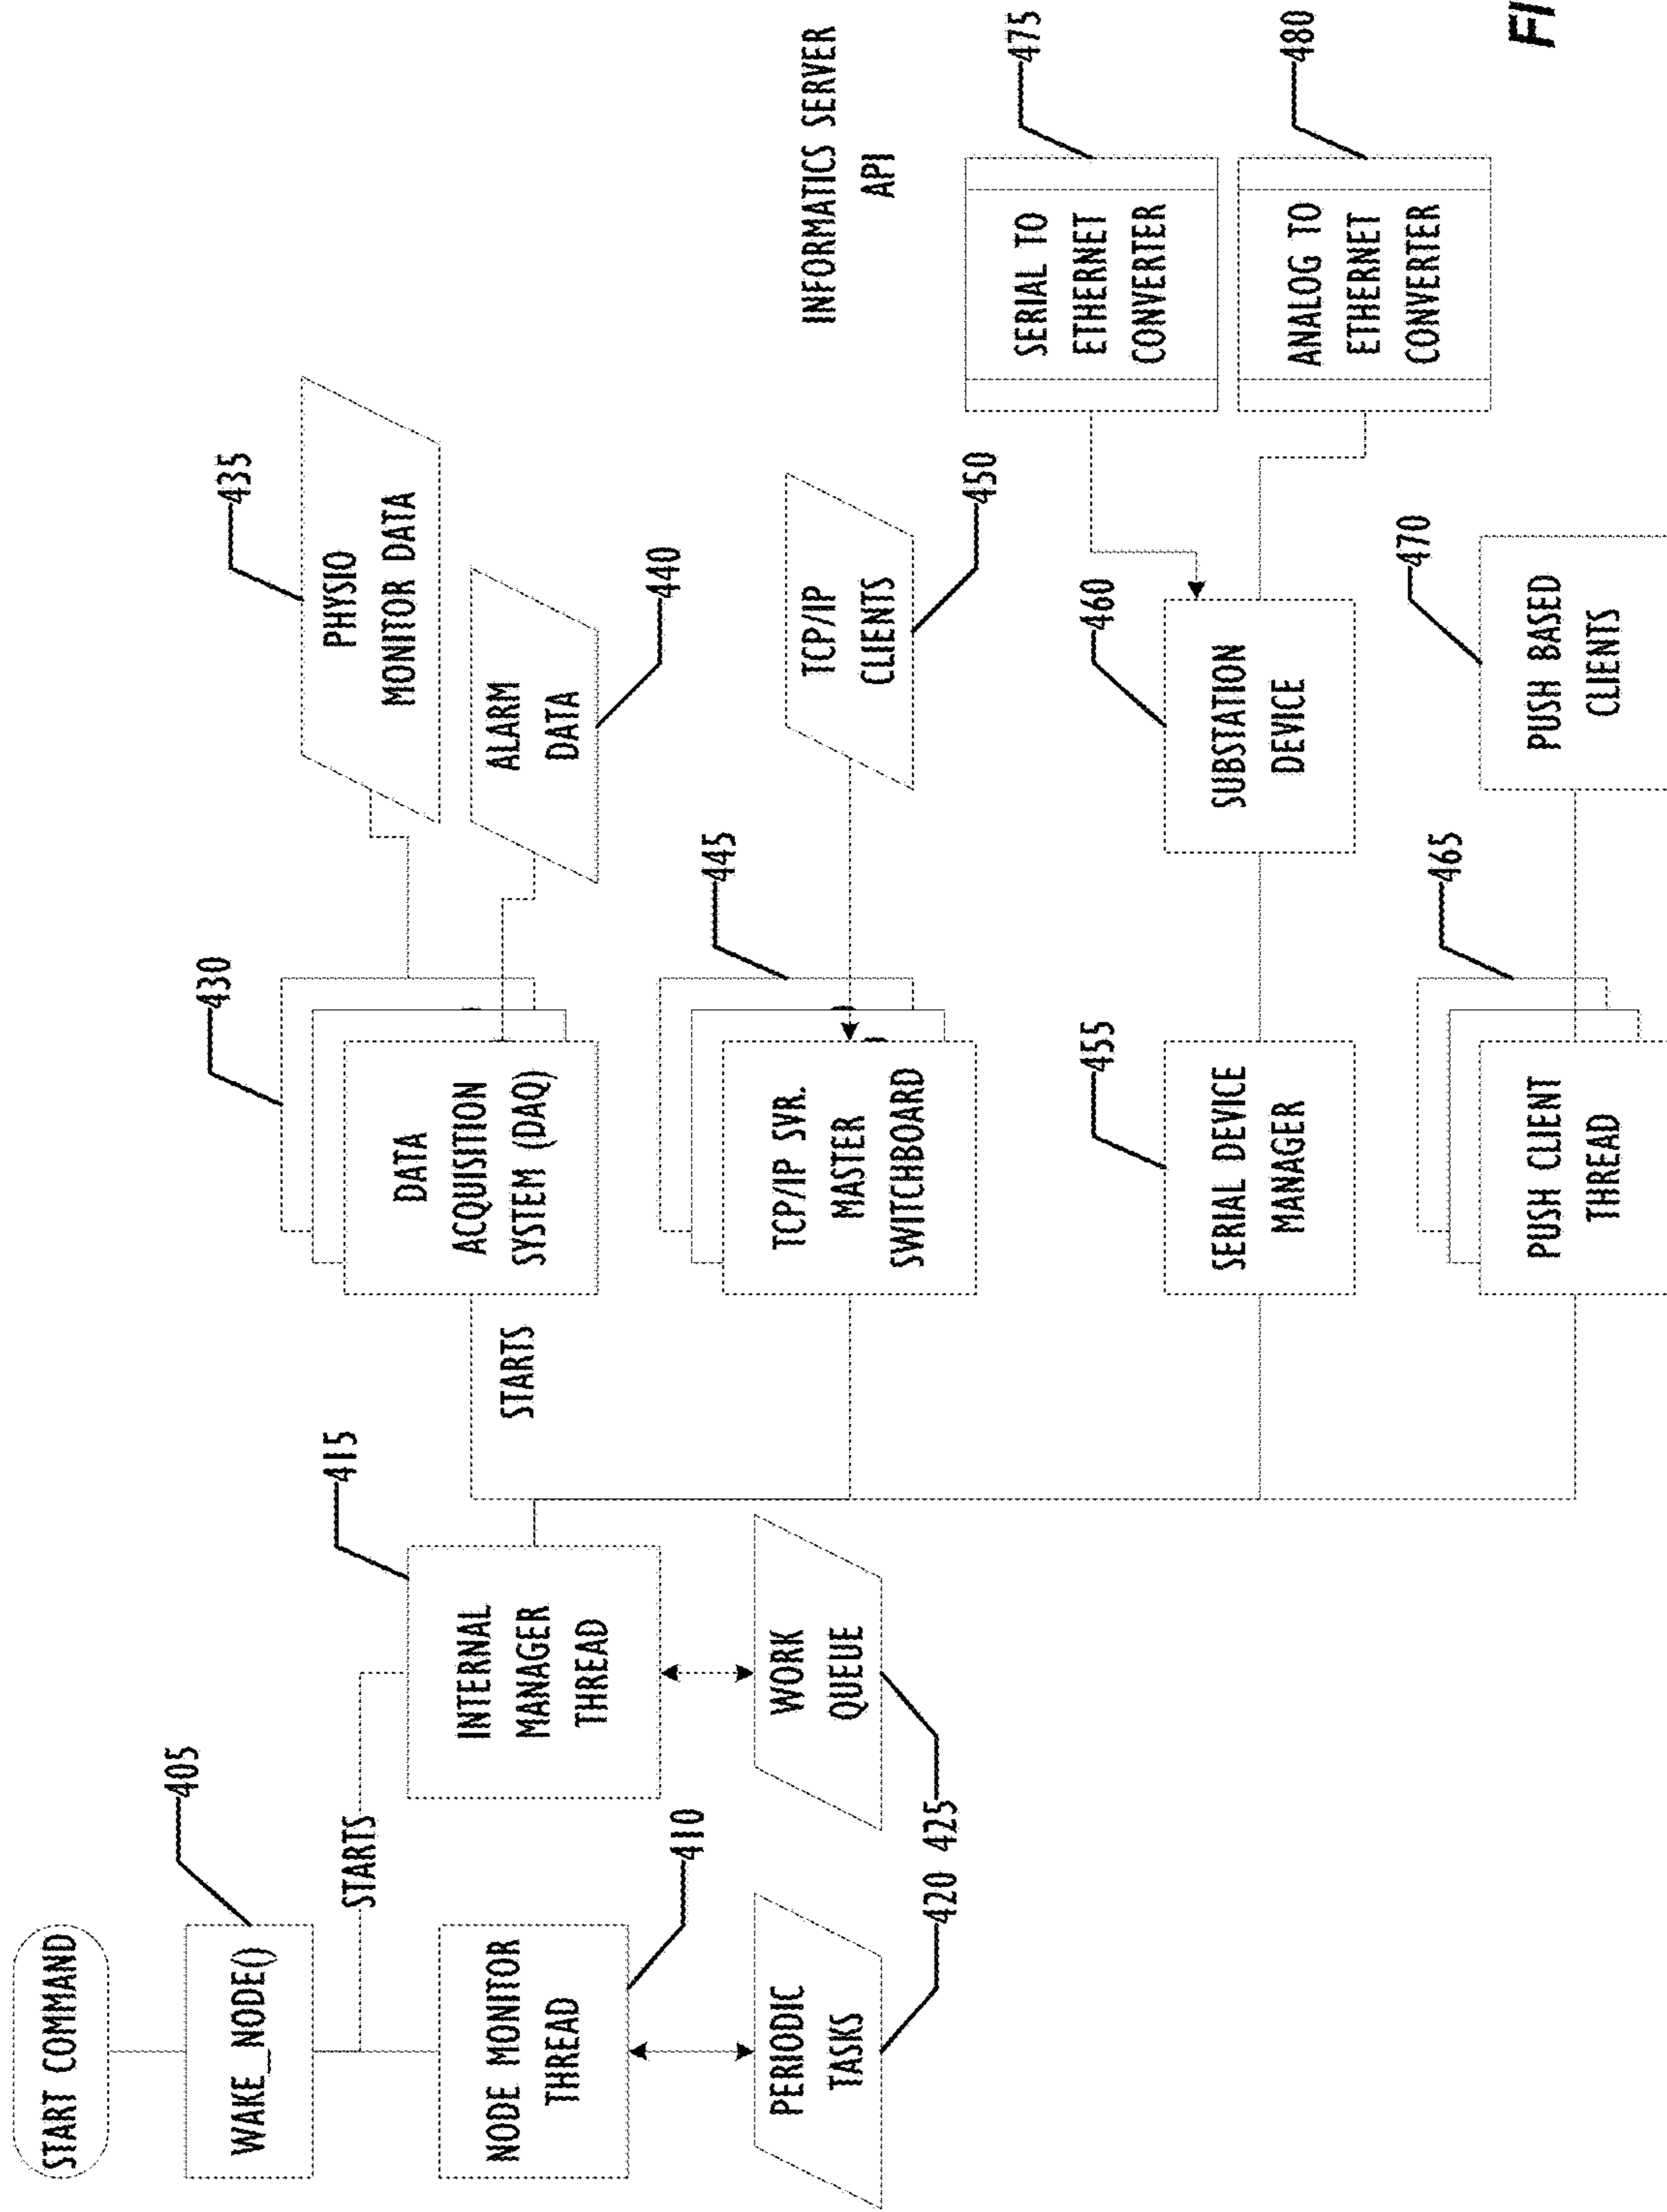 START COMMAND
WAKE_NODE()
405
STARTS
NODE MONITOR
THREAD
410
PERIODIC
TASKS
420
INTERNAL
MANAGER
THREAD
415
WORK
QUEUE
425
STARTS
DATA
ACQUISITION
SYSTEM (DAQ)
430
PHYSIO
MONITOR DATA
435
ALARM
DATA
440
TCP/IP SVR.
MASTER
SWITCHBOARD
445
TCP/IP
CLIENTS
450
SERIAL DEVICE
MANAGER
455
SUBSTATION
DEVICE
460
PUSH CLIENT
THREAD
465
PUSH BASED
CLIENTS
470
INFORMATICS SERVER
API
SERIAL TO
ETHERNET
CONVERTER
475
ANALOG TO
ETHERNET
CONVERTER
480
FI